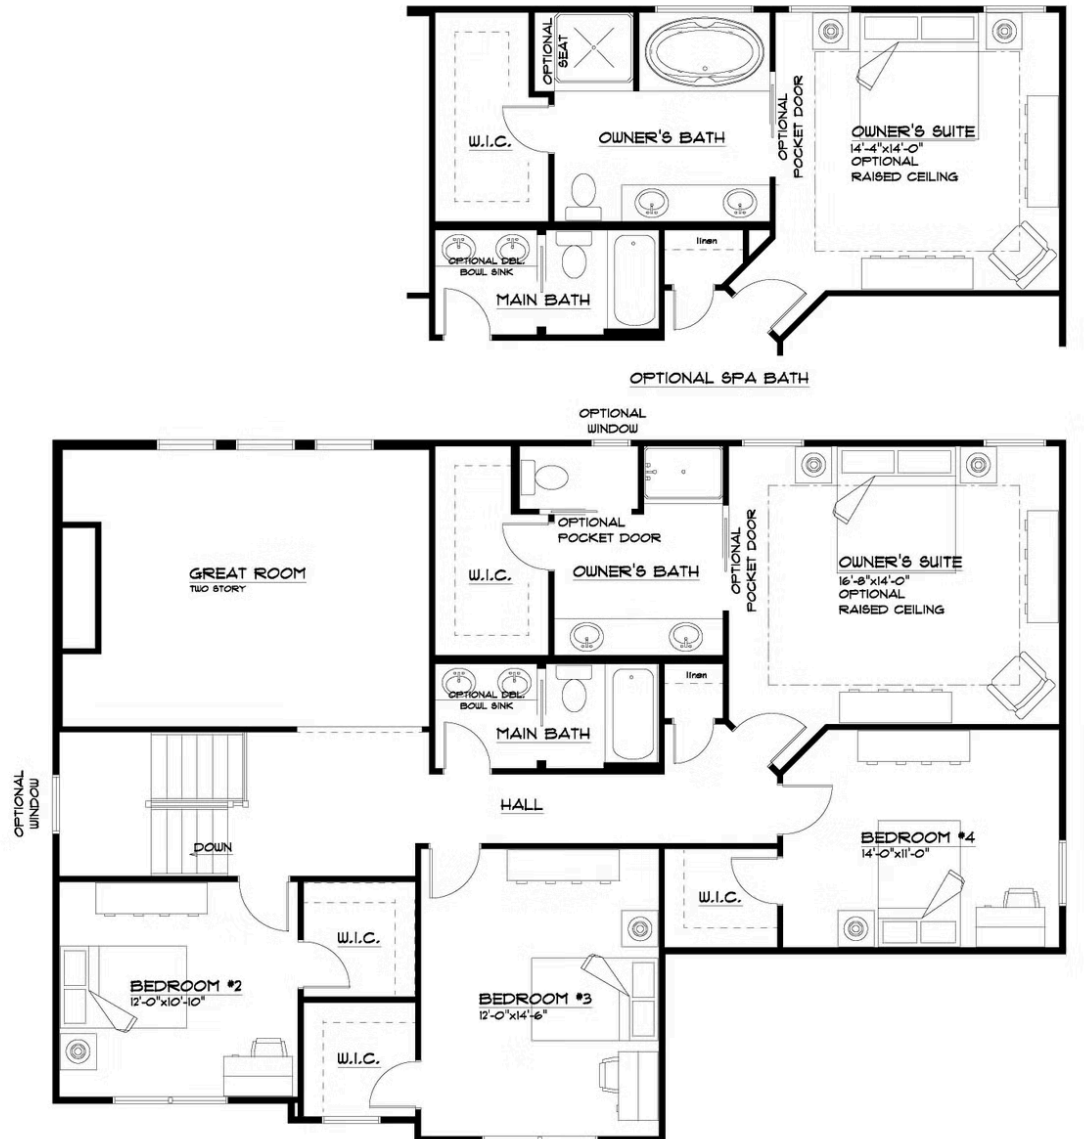 OPTIONAL
SEAT
W.I.C.
OWNER'S BATH
OPTIONAL
POCKET DOOR
OWNER'S SUITE
14'-4"x14'-0"
OPTIONAL
RAISED CEILING
linen
OPTIONAL DBL.
BOWL SINK
MAIN BATH
OPTIONAL SPA BATH
OPTIONAL
WINDOW
OPTIONAL
POCKET DOOR
GREAT ROOM
TWO STORY
W.I.C.
OWNER'S BATH
OPTIONAL
POCKET DOOR
OWNER'S SUITE
16'-8"x14'-0"
OPTIONAL
RAISED CEILING
linen
OPTIONAL DBL.
BOWL SINK
MAIN BATH
OPTIONAL
WINDOW
HALL
DOWN
BEDROOM #4
14'-0"x11'-0"
W.I.C.
W.I.C.
BEDROOM #2
12'-0"x10'-10"
BEDROOM #3
12'-0"x14'-6"
W.I.C.